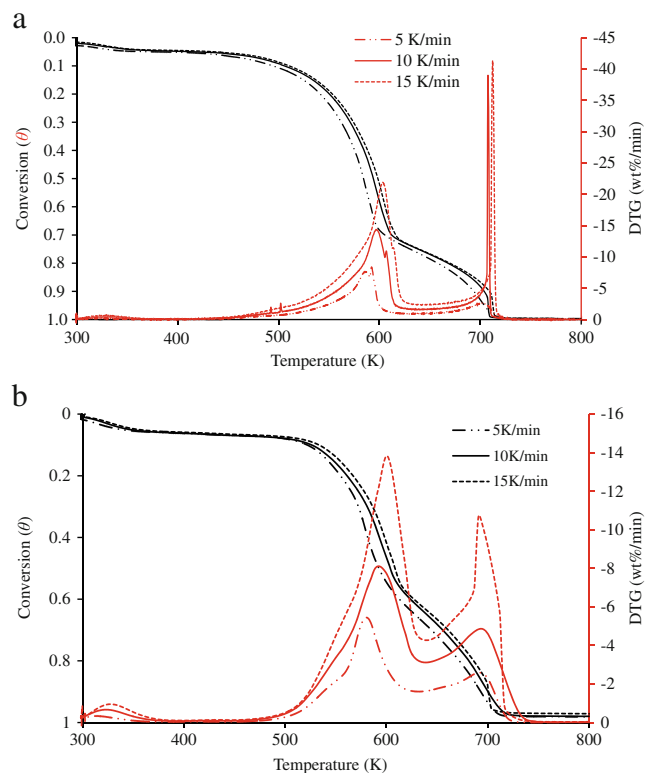 a
0.0
0.1
0.2
0.3
0.4
0.5
0.6
0.7
0.8
0.9
1.0
Conversion (θ)
5 K/min
10 K/min
15 K/min
-45
-40
-35
-30
-25
-20
-15
-10
-5
0
DTG (wt%/min)
300 400 500 600 700 800
Temperature (K)
b
0
0.2
0.4
0.6
0.8
1
Conversion (θ)
5K/min
10K/min
15K/min
-16
-14
-12
-10
-8
-6
-4
-2
0
DTG (wt%/min)
300 400 500 600 700 800
Temperature (K)